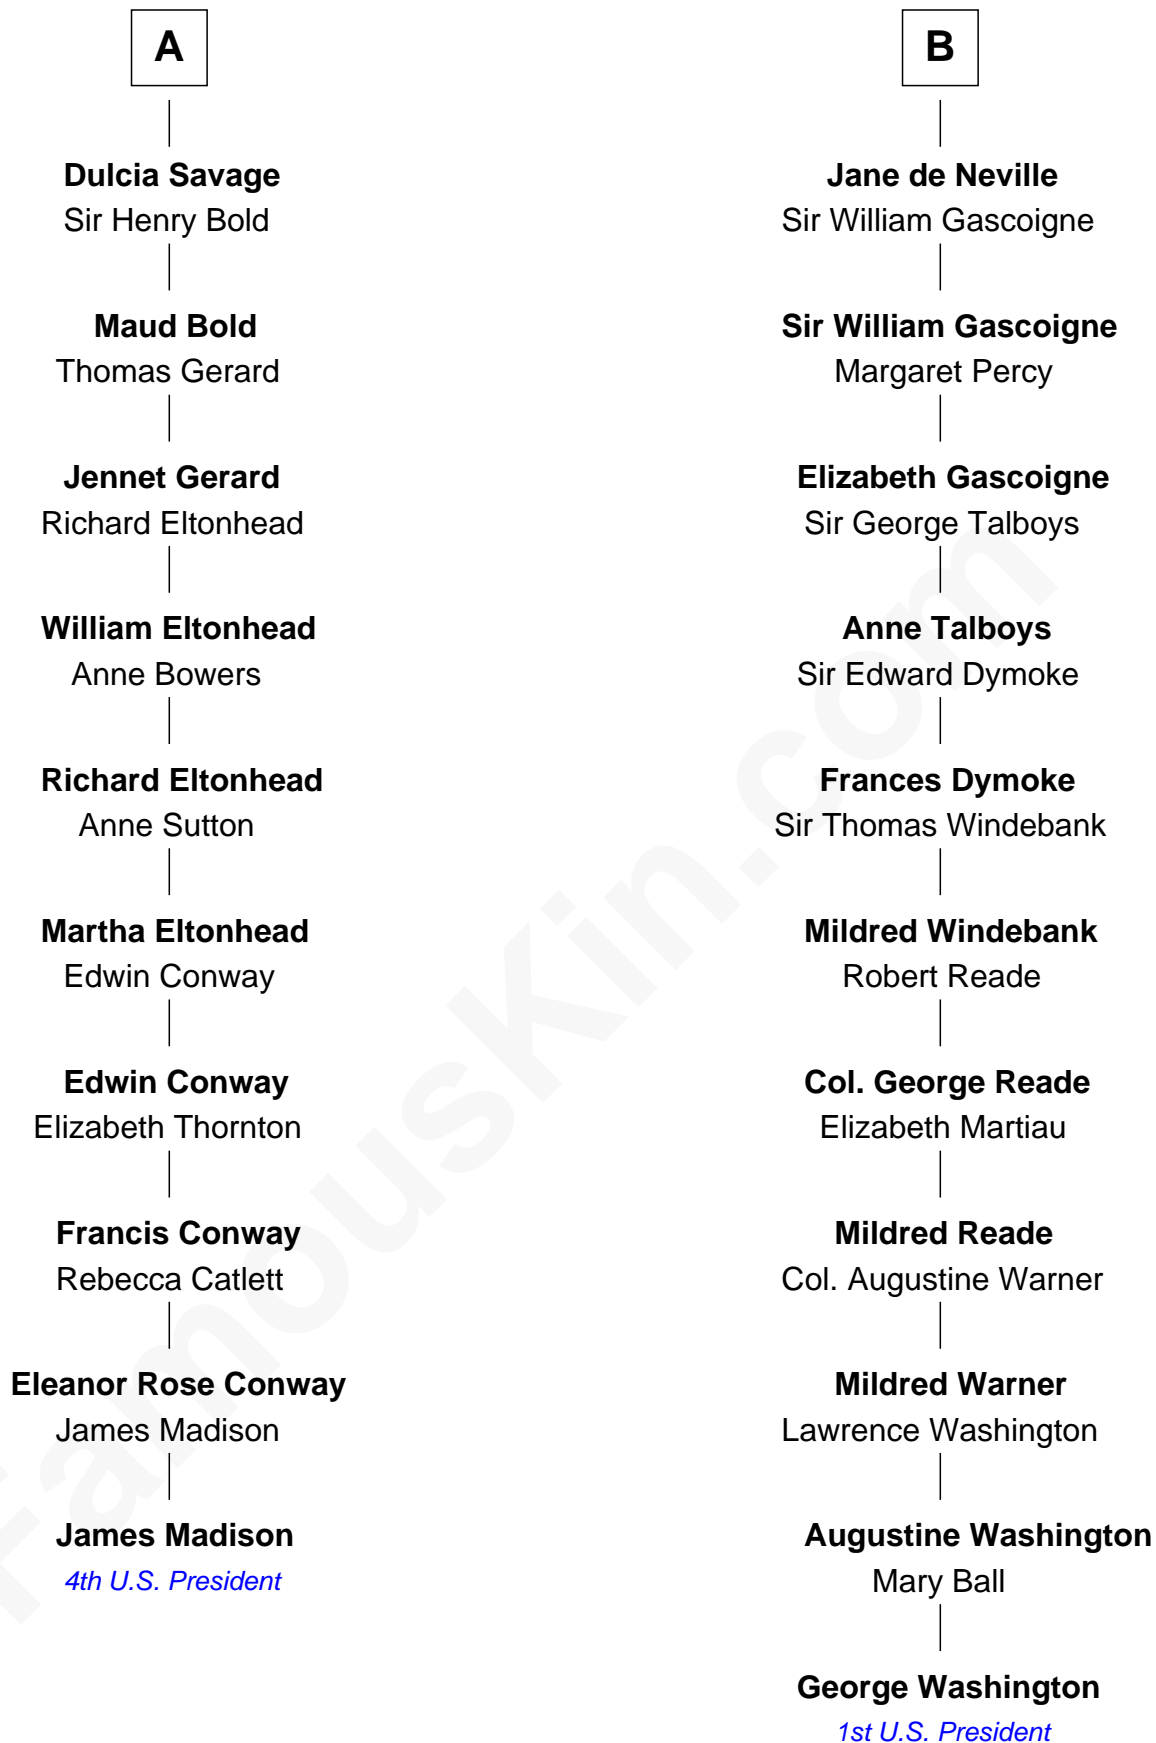 A
Dulcia Savage
Sir Henry Bold
Maud Bold
Thomas Gerard
Jennet Gerard
Richard Eltonhead
William Eltonhead
Anne Bowers
Richard Eltonhead
Anne Sutton
Martha Eltonhead
Edwin Conway
Edwin Conway
Elizabeth Thornton
Francis Conway
Rebecca Catlett
Eleanor Rose Conway
James Madison
James Madison
4th U.S. President
B
Jane de Neville
Sir William Gascoigne
Sir William Gascoigne
Margaret Percy
Elizabeth Gascoigne
Sir George Talboys
Anne Talboys
Sir Edward Dymoke
Frances Dymoke
Sir Thomas Windebank
Mildred Windebank
Robert Reade
Col. George Reade
Elizabeth Martiau
Mildred Reade
Col. Augustine Warner
Mildred Warner
Lawrence Washington
Augustine Washington
Mary Ball
George Washington
1st U.S. President
FamousKin.com